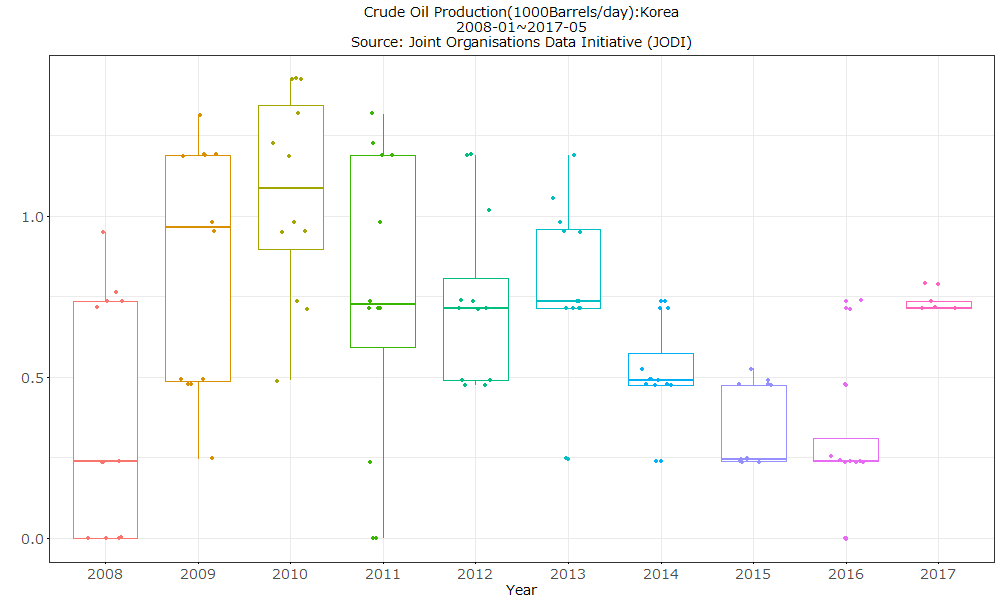 Crude Oil Production(1000Barrels/day):Korea
2008-01~2017-05
Source: Joint Organisations Data Initiative (JODI)
1.0
0.5
0.0
2008 2009 2010 2011 2012 2013 2014 2015 2016 2017
Year